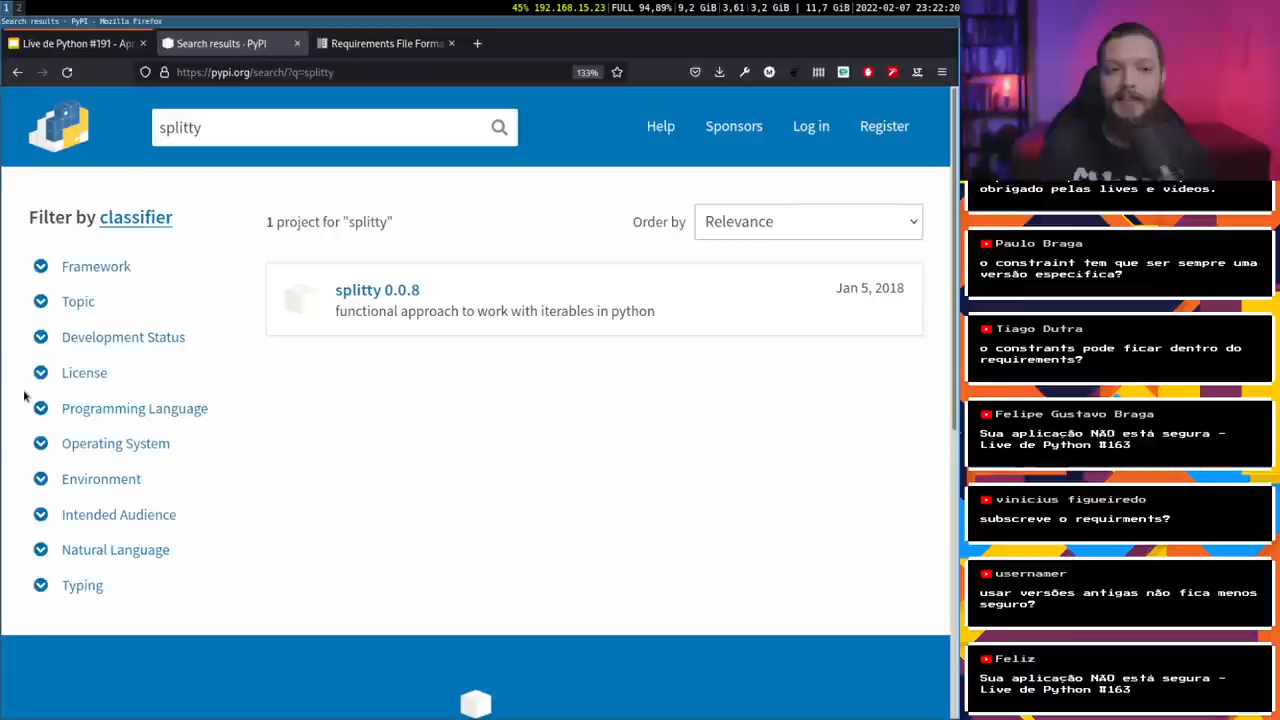 1 2
45% 192.168.15.23|FULL 94,89%|9,2 GiB|3,61|3,2 GiB | 11,7 GiB|2022-02-07 23:22:20
Search results · PyPI - Mozilla Firefox
Live de Python #191 - Apr
Search results · PyPI
Requirements File Forma
https://pypi.org/search/?q=splitty
133%
splitty
Help
Sponsors
Log in
Register
Filter by classifier
Framework
Topic
Development Status
License
Programming Language
Operating System
Environment
Intended Audience
Natural Language
Typing
1 project for "splitty"
Order by
Relevance
splitty 0.0.8
Jan 5, 2018
functional approach to work with iterables in python
obrigado pelas lives e vídeos.
Paulo Braga
o constraint tem que ser sempre uma
versão especifica?
Tiago Dutra
o constrants pode ficar dentro do
requirements?
Felipe Gustavo Braga
Sua aplicação NÃO está segura -
Live de Python #163
vinicius figueiredo
subscreve o requirments?
usernamer
usar versões antigas não fica menos
seguro?
Feliz
Sua aplicação NÃO está segura -
Live de Python #163